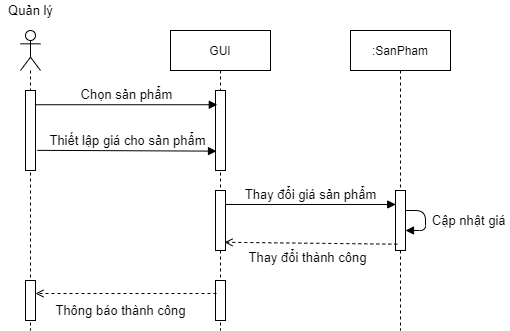 Quản lý
GUI
:SanPham
Chọn sản phẩm
Thiết lập giá cho sản phẩm
Thay đổi giá sản phẩm
Cập nhật giá
Thay đổi thành công
Thông báo thành công